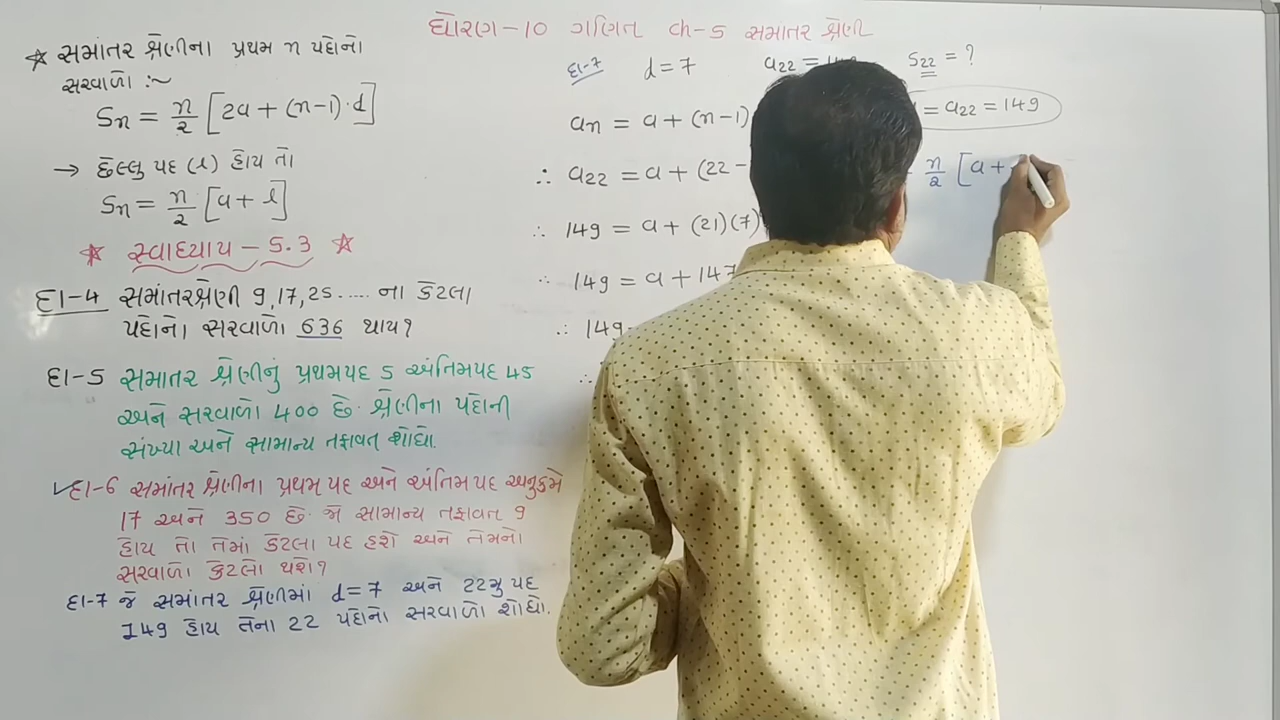 ધોરણ-10 ગણિત ch-5 સમાંતર શ્રેણી
☆ સમાંતર શ્રેણીના પ્રથમ n પદોનો
સરવાળો :~
Sn = n/2 [2a + (n-1)·d]
→ છેલ્લુ પદ (l) હોય તો
Sn = n/2 [a + l]
☆ સ્વાધ્યાય - 5.3 ☆
દા-4 સમાંતરશ્રેણી 9,17,25..... ના કેટલા
પદોનો સરવાળો 636 થાય?
દા-5 સમાતર શ્રેણીનું પ્રથમપદ 5 અંતિમપદ 45
અને સરવાળો 400 છે. શ્રેણીના પદોની
સંખ્યા અને સામાન્ય તફાવત શોધો.
✓દા-6 સમાંતર શ્રેણીના પ્રથમ પદ અને અંતિમ પદ અનુક્રમે
17 અને 350 છે. જો સામાન્ય તફાવત 9
હોય તો તેમાં કેટલા પદ હશે અને તેમનો
સરવાળો કેટલો થશે?
દા-7 જે સમાંતર શ્રેણીમાં d=7 અને 22મુ પદ
149 હોય તેના 22 પદોનો સરવાળો શોધો.
દા-7 d = 7 a22 = S22 = ?
an = a + (n-1)
∴ a22 = a + (22 -
∴ 149 = a + (21)(7)
∴ 149 = a + 147
∴ 149
∴
= a22 = 149
n/2 [a +